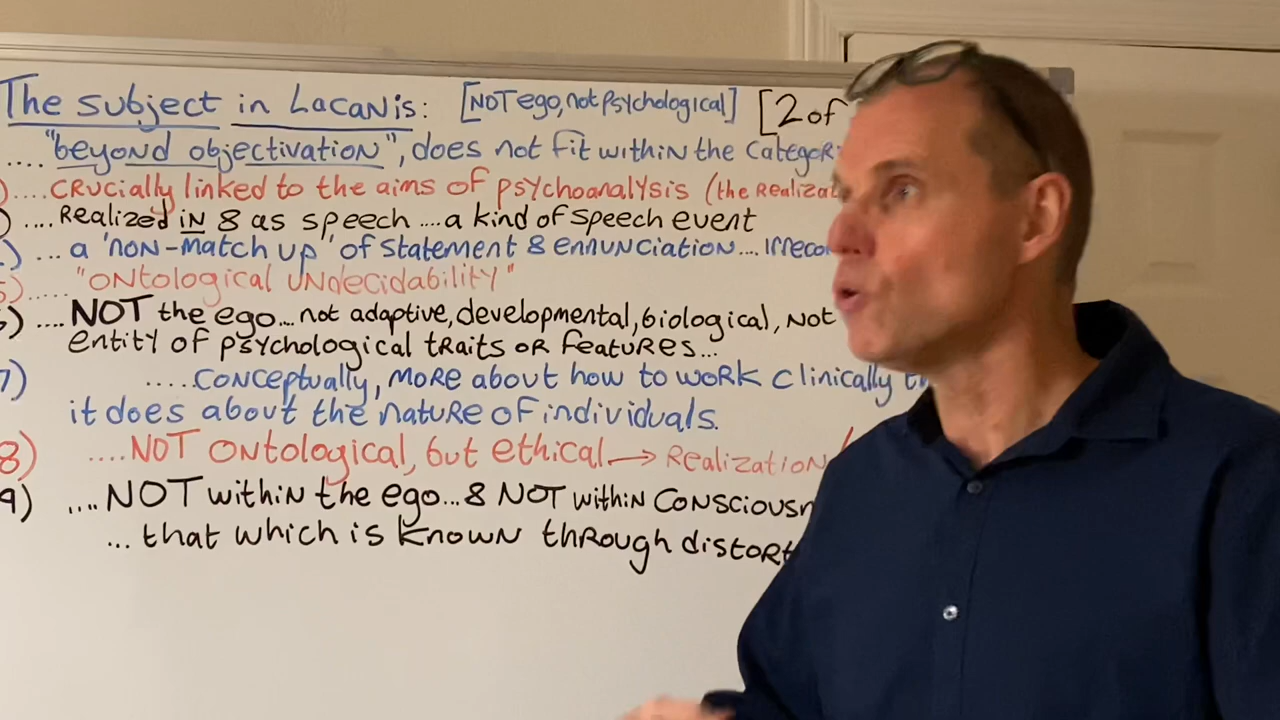 The subject in Lacan is: [NOT ego, not psychological] [2 of
.... "beyond objectivation", does not fit within the categor
) .... crucially linked to the aims of psychoanalysis (the realizat
) .... Realized in & as speech .... a kind of speech event
) ... a 'non-match up' of statement & ennunciation .... irrecon
5) ..... "ontological undecidability"
6) .... NOT the ego... not adaptive, developmental, biological, not
entity of psychological traits or features...
7) ..... conceptually, more about how to work clinically th
it does about the nature of individuals.
8) .... NOT ontological, but ethical → Realization
9) .... NOT within the ego... & NOT within consciousn
... that which is known through distort